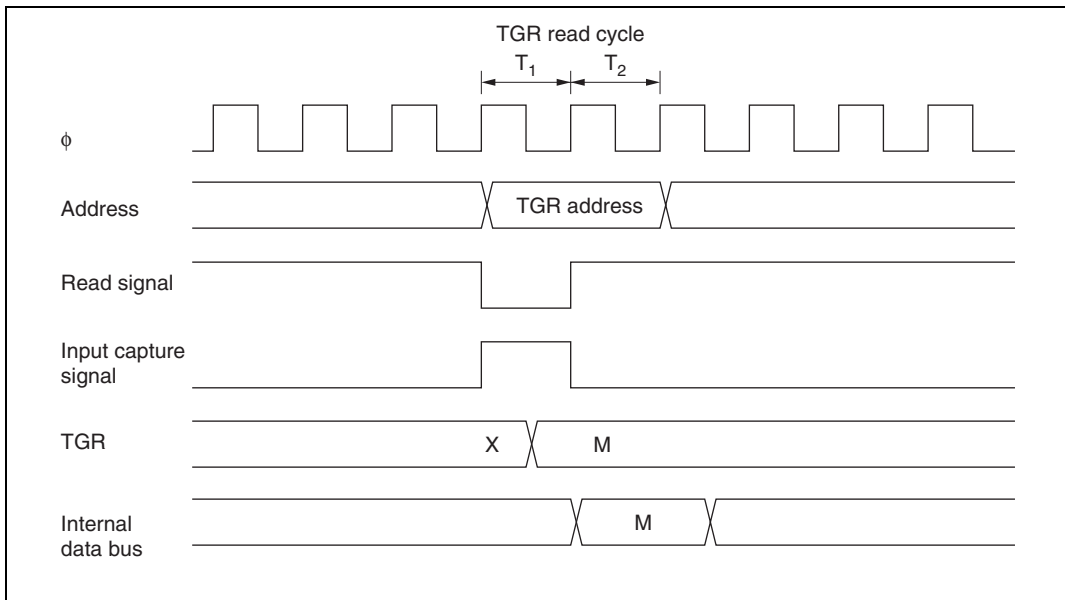 TGR read cycle
T1 T2
ϕ
Address
TGR address
Read signal
Input capture
signal
TGR
X M
Internal
data bus
M